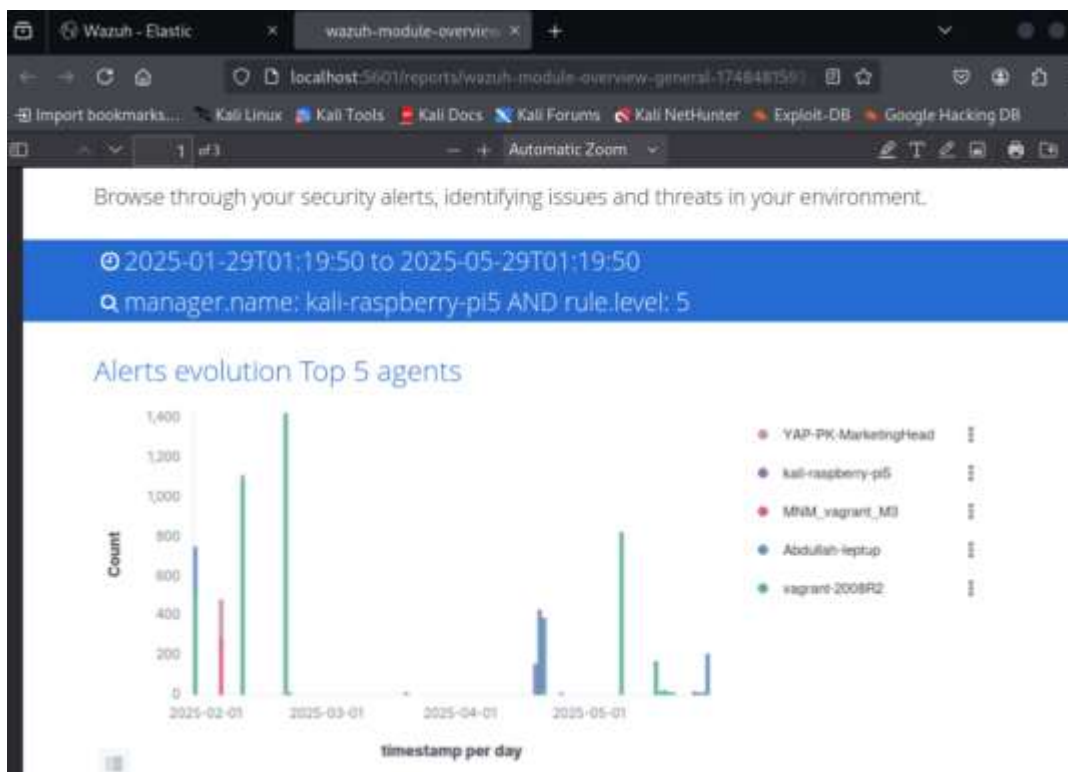 Wazuh - Elastic
wazuh-module-overview
localhost:5601/reports/wazuh-module-overview-general-174848159
Import bookmarks...
Kali Linux
Kali Tools
Kali Docs
Kali Forums
Kali NetHunter
Exploit-DB
Google Hacking DB
1 of 3
Automatic Zoom
Browse through your security alerts, identifying issues and threats in your environment.
2025-01-29T01:19:50 to 2025-05-29T01:19:50
manager.name: kali-raspberry-pi5 AND rule.level: 5
Alerts evolution Top 5 agents
1,400
1,200
1,000
800
600
400
200
0
Count
2025-02-01
2025-03-01
2025-04-01
2025-05-01
timestamp per day
YAP-PK-MarketingHead
kali-raspberry-pi5
MNM_vagrant_M3
Abdullah-leptup
vagrant-2008R2